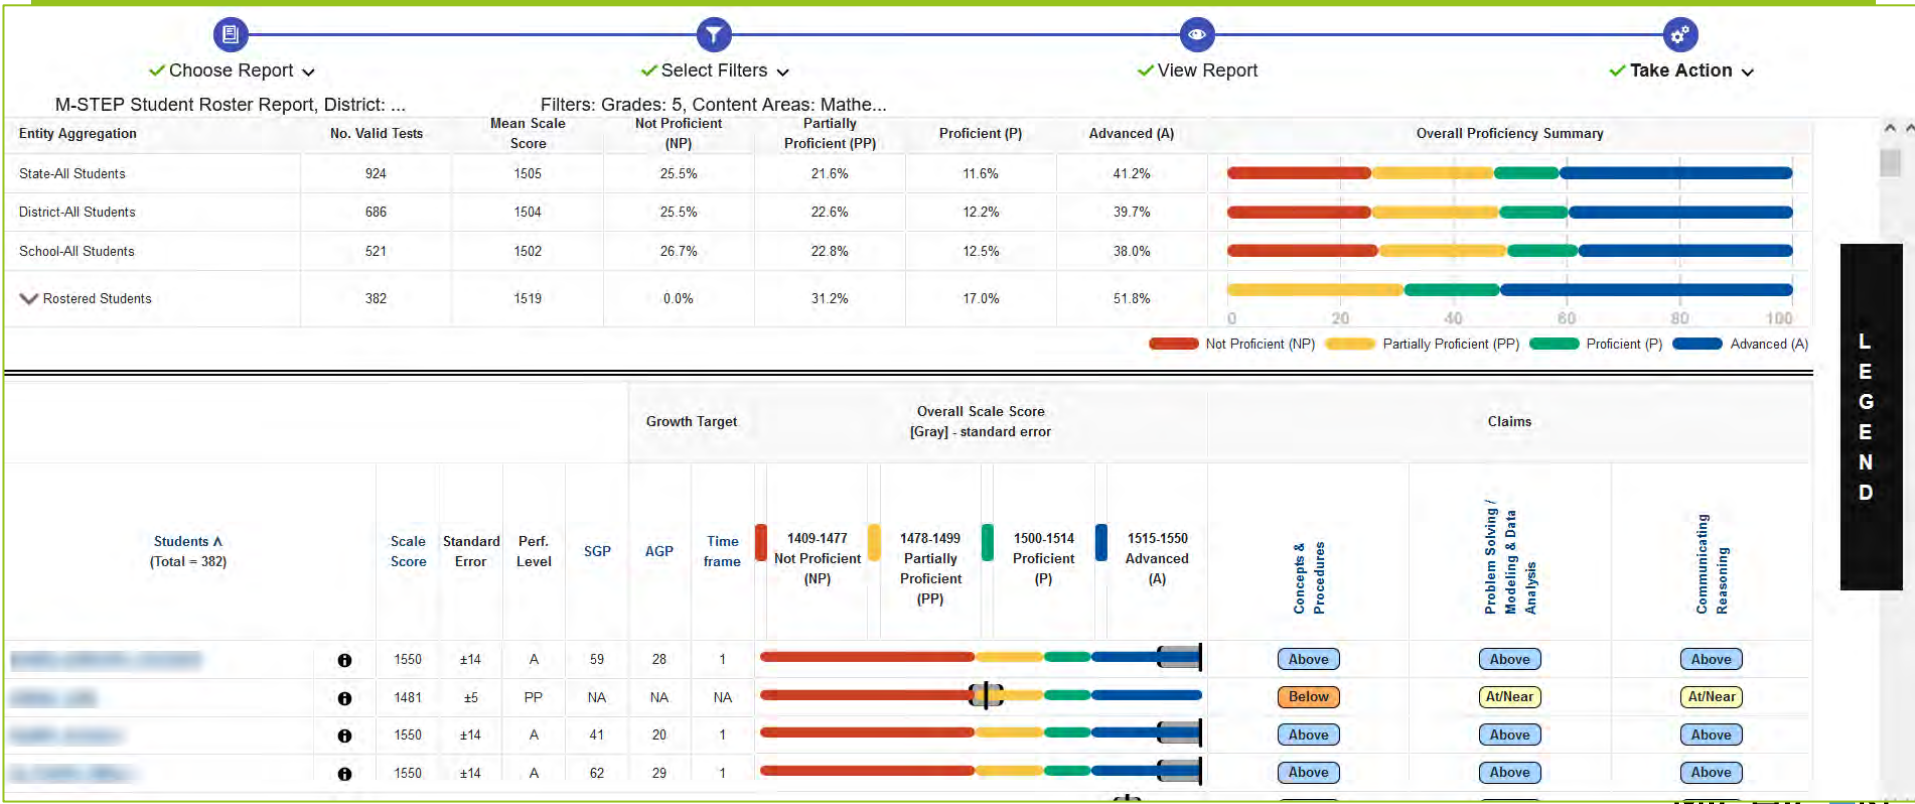 Choose Report
Select Filters
View Report
Take Action
M-STEP Student Roster Report, District: ...
Filters: Grades: 5, Content Areas: Mathe...
Entity Aggregation No. Valid Tests Mean Scale Score Not Proficient (NP) Partially Proficient (PP) Proficient (P) Advanced (A) Overall Proficiency Summary
State-All Students 924 1505 25.5% 21.6% 11.6% 41.2%
District-All Students 686 1504 25.5% 22.6% 12.2% 39.7%
School-All Students 521 1502 26.7% 22.8% 12.5% 38.0%
Rostered Students 382 1519 0.0% 31.2% 17.0% 51.8%
0 20 40 60 80 100
Not Proficient (NP) Partially Proficient (PP) Proficient (P) Advanced (A)
LEGEND
Growth Target
Overall Scale Score
[Gray] - standard error
Claims
Students
(Total = 382)
Scale Score
Standard Error
Perf. Level
SGP
AGP
Time frame
1409-1477 Not Proficient (NP)
1478-1499 Partially Proficient (PP)
1500-1514 Proficient (P)
1515-1550 Advanced (A)
Concepts & Procedures
Problem Solving / Modeling & Data Analysis
Communicating Reasoning
1550 ±14 A 59 28 1 Above Above Above
1481 ±5 PP NA NA NA Below At/Near At/Near
1550 ±14 A 41 20 1 Above Above Above
1550 ±14 A 62 29 1 Above Above Above